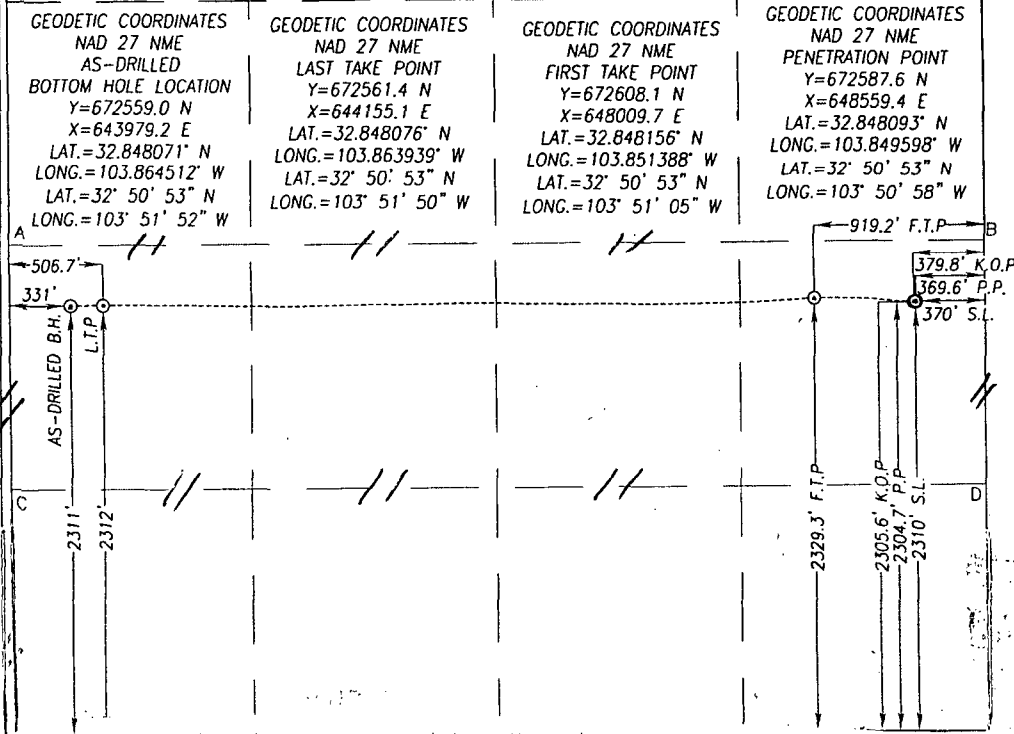 GEODETIC COORDINATES
NAD 27 NME
AS-DRILLED
BOTTOM HOLE LOCATION
Y=672559.0 N
X=643979.2 E
LAT.=32.848071° N
LONG.=103.864512° W
LAT.=32° 50' 53" N
LONG.=103° 51' 52" W
GEODETIC COORDINATES
NAD 27 NME
LAST TAKE POINT
Y=672561.4 N
X=644155.1 E
LAT.=32.848076° N
LONG.=103.863939° W
LAT.=32° 50' 53" N
LONG.=103° 51' 50" W
GEODETIC COORDINATES
NAD 27 NME
FIRST TAKE POINT
Y=672608.1 N
X=648009.7 E
LAT.=32.848156° N
LONG.=103.851388° W
LAT.=32° 50' 53" N
LONG.=103° 51' 05" W
GEODETIC COORDINATES
NAD 27 NME
PENETRATION POINT
Y=672587.6 N
X=648559.4 E
LAT.=32.848093° N
LONG.=103.849598° W
LAT.=32° 50' 53" N
LONG.=103° 50' 58" W
A
B
919.2' F.T.P
506.7'
379.8' K.O.P
331'
369.6' P.P.
370' S.L.
AS-DRILLED B.H.
L.T.P
C
D
2311'
2312'
2329.3' F.T.P
2305.6' K.O.P
2304.7' P.P
2310' S.L.